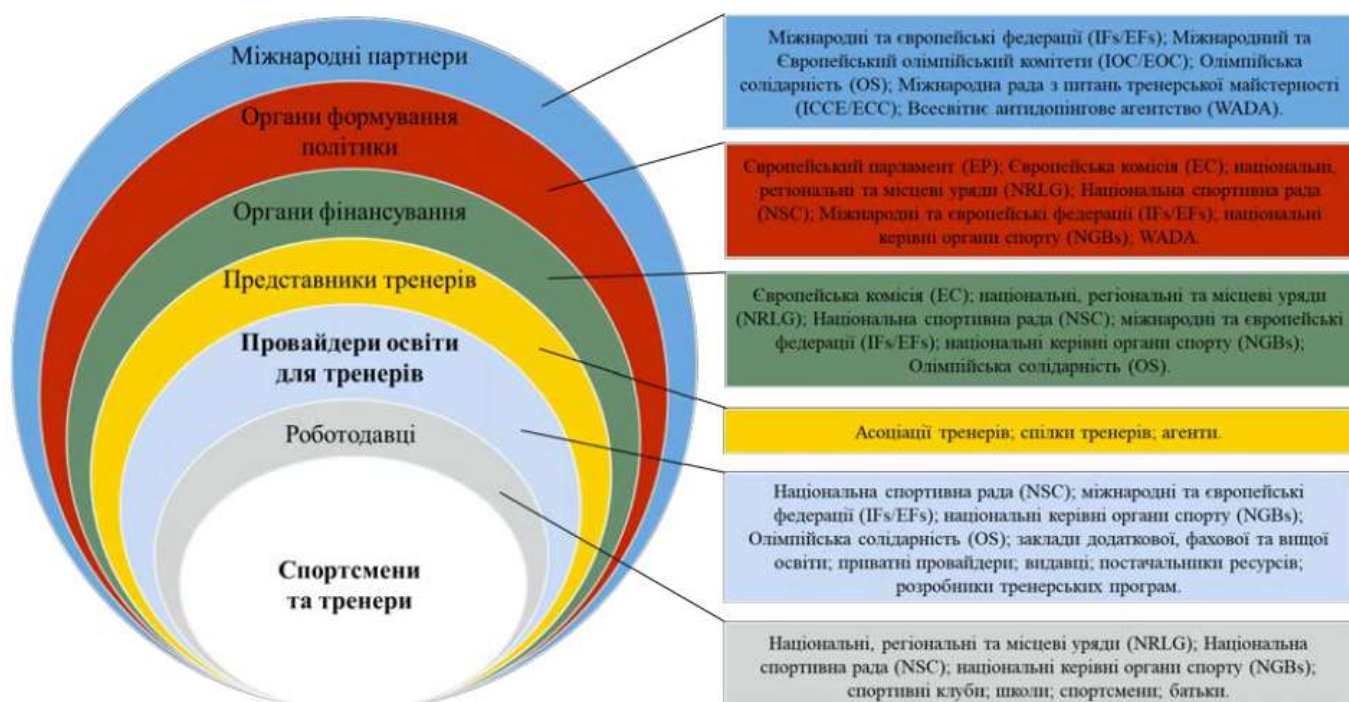 Міжнародні партнери
Органи формування
політики
Органи фінансування
Представники тренерів
Провайдери освіти
для тренерів
Роботодавці
Спортсмени
та тренери
Міжнародні та європейські федерації (IFs/EFs); Міжнародний та
Європейський олімпійський комітети (IOC/EOC); Олімпійська
солідарність (OS); Міжнародна рада з питань тренерської майстерності
(ICCE/ECC); Всесвітнє антидопінгове агентство (WADA).
Європейський парламент (EP); Європейська комісія (EC); національні,
регіональні та місцеві уряди (NRLG); Національна спортивна рада
(NSC); Міжнародні та європейські федерації (IFs/EFs); національні
керівні органи спорту (NGBs); WADA.
Європейська комісія (EC); національні, регіональні та місцеві уряди
(NRLG); Національна спортивна рада (NSC); міжнародні та європейські
федерації (IFs/EFs); національні керівні органи спорту (NGBs);
Олімпійська солідарність (OS).
Асоціації тренерів; спілки тренерів; агенти.
Національна спортивна рада (NSC); міжнародні та європейські
федерації (IFs/EFs); національні керівні органи спорту (NGBs);
Олімпійська солідарність (OS); заклади додаткової, фахової та вищої
освіти; приватні провайдери; видавці; постачальники ресурсів;
розробники тренерських програм.
Національні, регіональні та місцеві уряди (NRLG); Національна
спортивна рада (NSC); національні керівні органи спорту (NGBs);
спортивні клуби; школи; спортсмени; батьки.